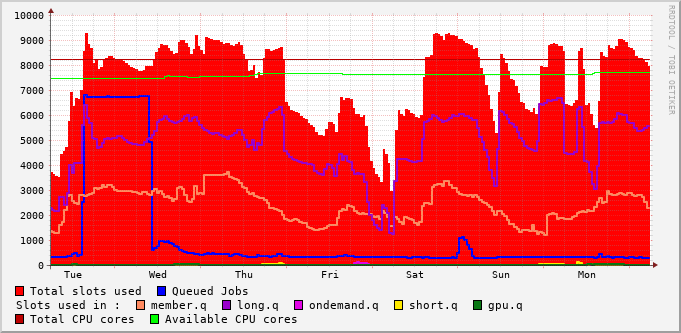 10000
9000
8000
7000
6000
5000
4000
3000
2000
1000
0
Tue Wed Thu Fri Sat Sun Mon
RRDTOOL / TOBI OETIKER
Total slots used Queued Jobs
Slots used in : member.q long.q ondemand.q short.q gpu.q
Total CPU cores Available CPU cores